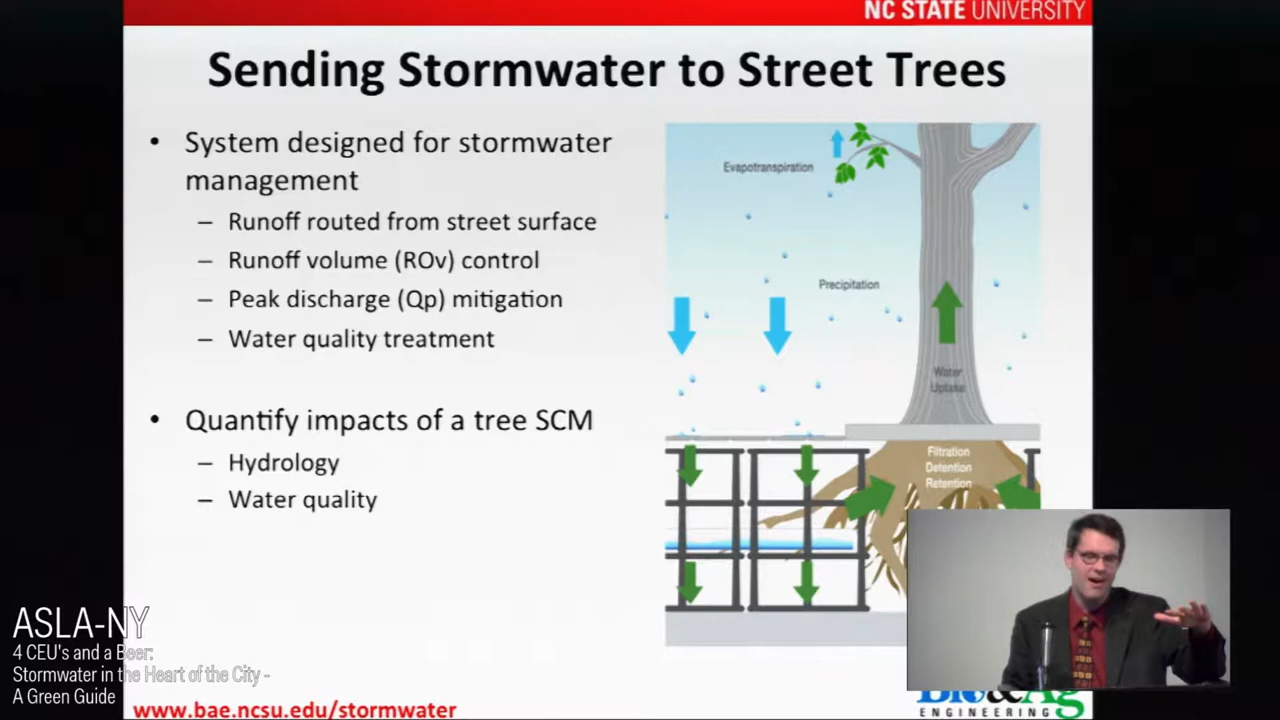 NC STATE UNIVERSITY
Sending Stormwater to Street Trees
• System designed for stormwater
management
– Runoff routed from street surface
– Runoff volume (ROv) control
– Peak discharge (Qp) mitigation
– Water quality treatment
• Quantify impacts of a tree SCM
– Hydrology
– Water quality
Evapotranspiration
Precipitation
Water
Uptake
Filtration
Detention
Retention
ASLA-NY
4 CEU's and a Beer:
Stormwater in the Heart of the City -
A Green Guide
www.bae.ncsu.edu/stormwater
ENGINEERING